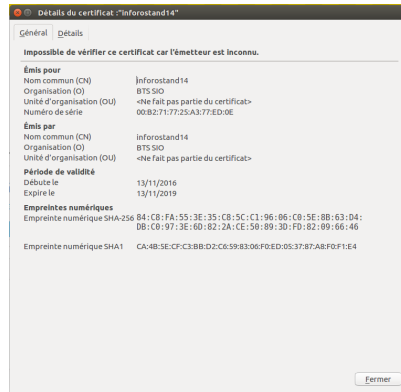 Détails du certificat :"inforostand14"
Général Détails
Impossible de vérifier ce certificat car l'émetteur est inconnu.
Émis pour
Nom commun (CN) inforostand14
Organisation (O) BTS SIO
Unité d'organisation (OU) <Ne fait pas partie du certificat>
Numéro de série 00:B2:71:77:25:A3:77:ED:0E
Émis par
Nom commun (CN) inforostand14
Organisation (O) BTS SIO
Unité d'organisation (OU) <Ne fait pas partie du certificat>
Période de validité
Débute le 13/11/2016
Expire le 13/11/2019
Empreintes numériques
Empreinte numérique SHA-256 84:C8:FA:55:3E:35:C8:5C:C1:96:06:C0:5E:8B:63:D4:
DB:C0:97:3E:6D:82:2A:CE:50:89:3D:FD:82:09:66:46
Empreinte numérique SHA1 CA:4B:5E:CF:C3:BB:D2:C6:59:83:06:F0:ED:05:37:87:A8:F0:F1:E4
Fermer